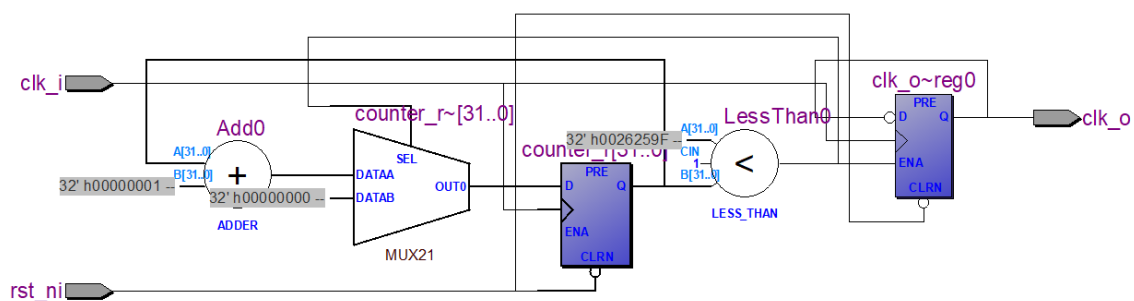 clk_i
rst_ni
Add0
A[31..0]
B[31..0]
32' h00000001 --
+
ADDER
counter_r~[31..0]
SEL
DATAA
DATAB
OUT0
32' h00000000 --
MUX21
counter_r[31..0]
PRE
D
Q
ENA
CLRN
LessThan0
32' h0026259F --
A[31..0]
CIN
1
B[31..0]
<
LESS_THAN
clk_o~reg0
PRE
D
Q
ENA
CLRN
clk_o